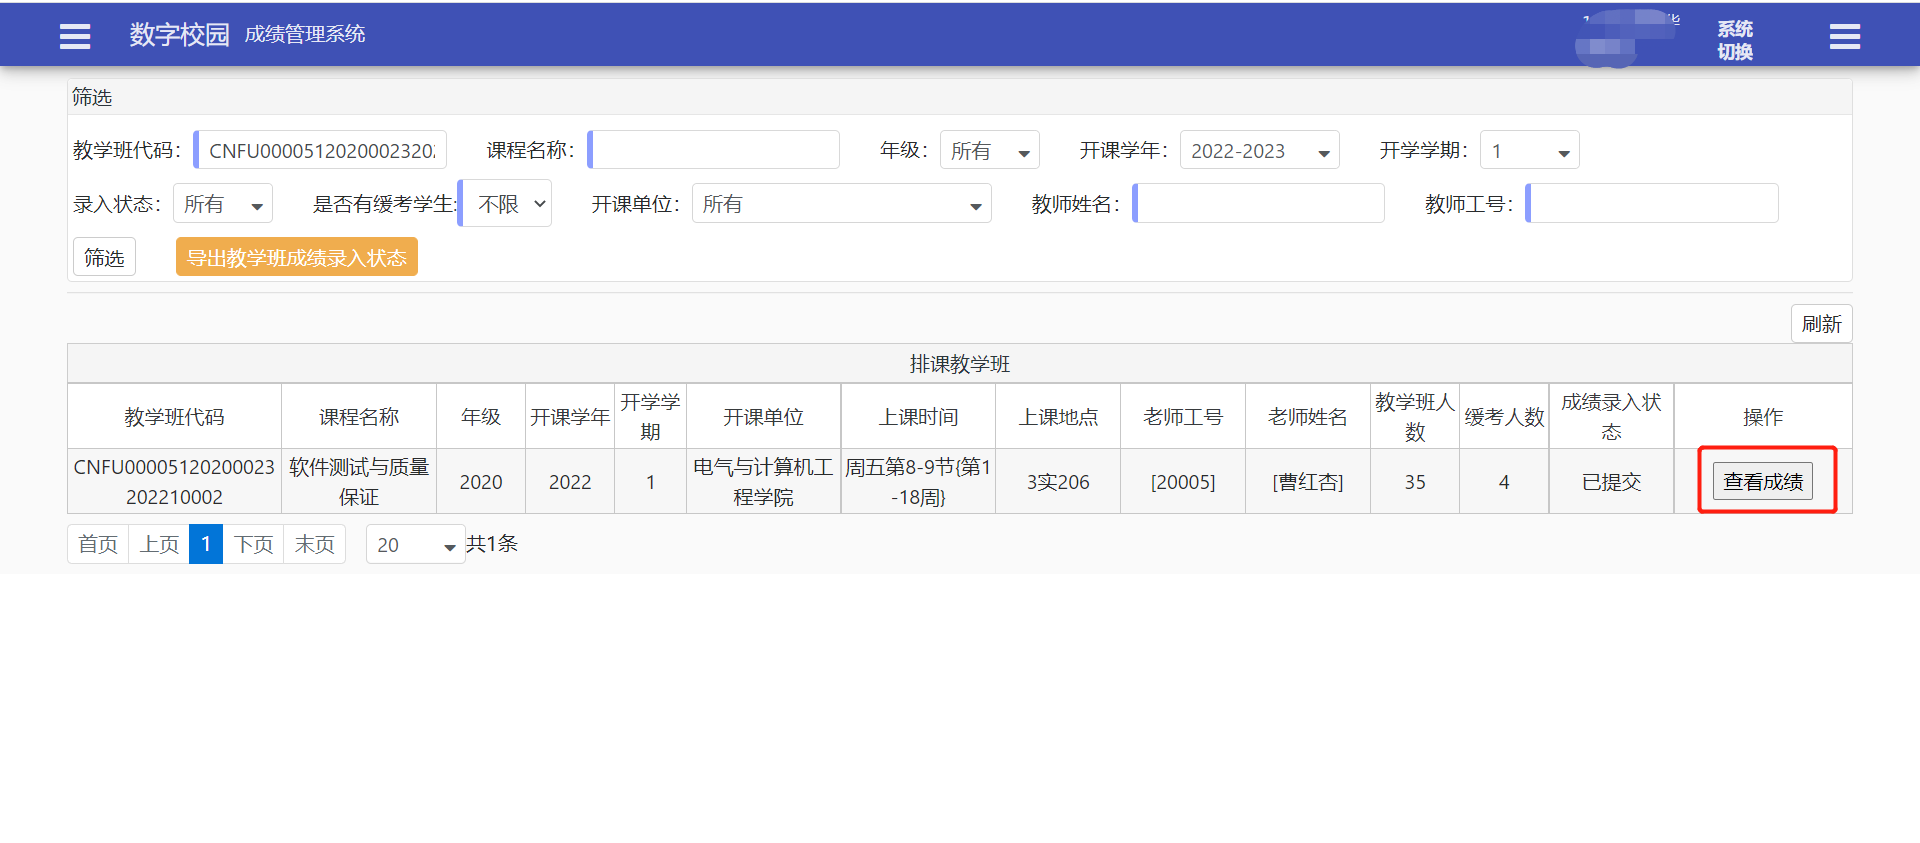 数字校园 成绩管理系统
系统
切换
筛选
教学班代码： CNFU0000512020002320 课程名称： 年级： 所有 开课学年： 2022-2023 开学学期： 1
录入状态： 所有 是否有缓考学生: 不限 开课单位： 所有 教师姓名： 教师工号：
筛选 导出教学班成绩录入状态
刷新
排课教学班
教学班代码 课程名称 年级 开课学年 开学学期 开课单位 上课时间 上课地点 老师工号 老师姓名 教学班人数 缓考人数 成绩录入状态 操作
CNFU00005120200023202210002 软件测试与质量保证 2020 2022 1 电气与计算机工程学院 周五第8-9节{第1-18周} 3实206 [20005] [曹红杏] 35 4 已提交 查看成绩
首页 上页 1 下页 末页 20 共1条